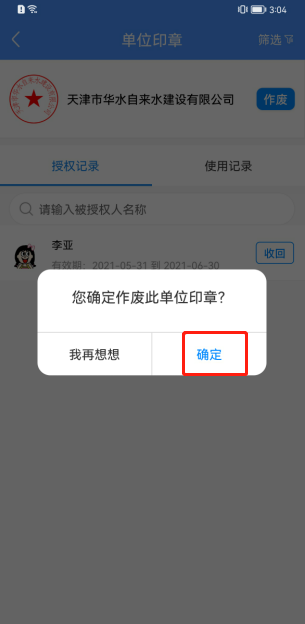 3:04
单位印章
筛选
天津市华水自来水建设有限公司
作废
授权记录
使用记录
请输入被授权人名称
李亚
收回
有效期：2021-05-31 到 2021-06-30
您确定作废此单位印章?
我再想想
确定